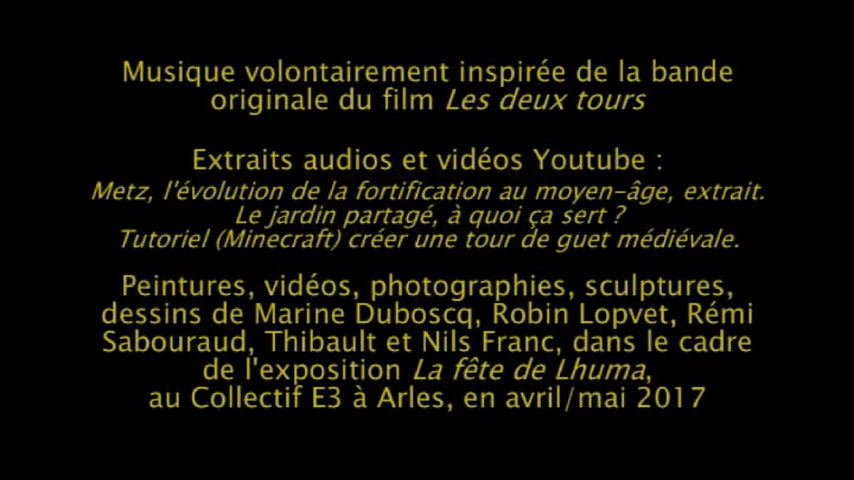 Musique volontairement inspirée de la bande
originale du film Les deux tours
Extraits audios et vidéos Youtube :
Metz, l'évolution de la fortification au moyen-âge, extrait.
Le jardin partagé, à quoi ça sert ?
Tutoriel (Minecraft) créer une tour de guet médiévale.
Peintures, vidéos, photographies, sculptures,
dessins de Marine Duboscq, Robin Lopvet, Rémi
Sabouraud, Thibault et Nils Franc, dans le cadre
de l'exposition La fête de Lhuma,
au Collectif E3 à Arles, en avril/mai 2017